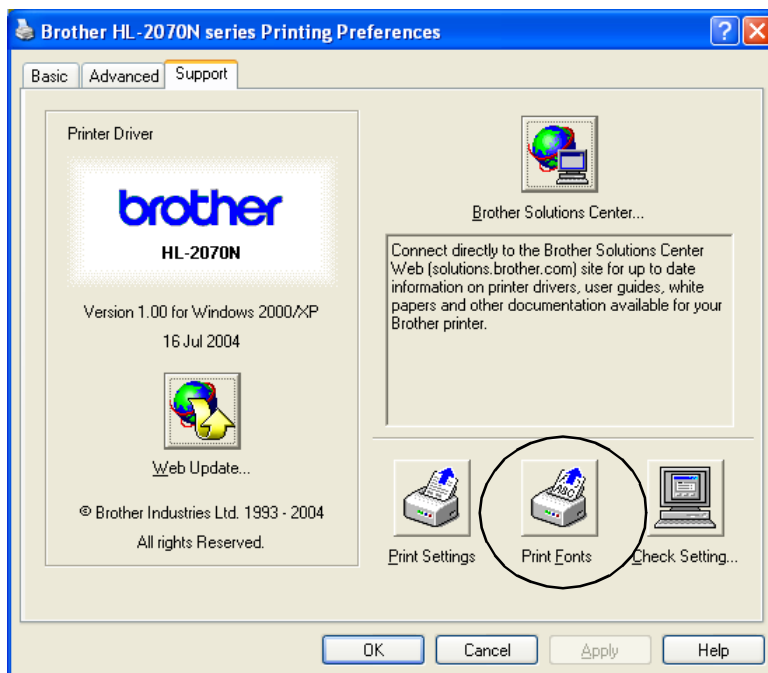 Brother HL-2070N series Printing Preferences
Basic
Advanced
Support
Printer Driver
brother
HL-2070N
Version 1.00 for Windows 2000/XP
16 Jul 2004
Web Update...
© Brother Industries Ltd. 1993 - 2004
All rights Reserved.
Brother Solutions Center...
Connect directly to the Brother Solutions Center
Web (solutions.brother.com) site for up to date
information on printer drivers, user guides, white
papers and other documentation available for your
Brother printer.
ABC
Print Settings
Print Fonts
Check Setting...
OK
Cancel
Apply
Help